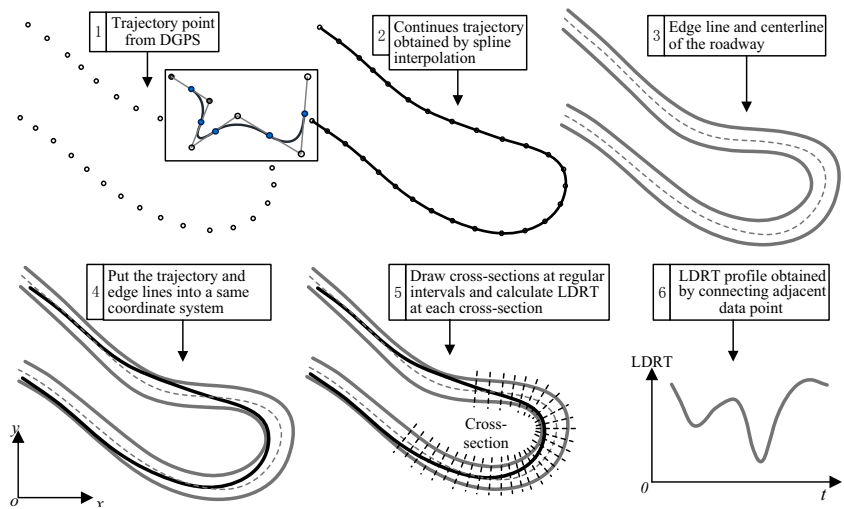 1
Trajectory point
from DGPS
2
Continues trajectory
obtained by spline
interpolation
3
Edge line and centerline
of the roadway
4
Put the trajectory and
edge lines into a same
coordinate system
y
o
x
5
Draw cross-sections at regular
intervals and calculate LDRT
at each cross-section
Cross-
section
6
LDRT profile obtained
by connecting adjacent
data point
LDRT
0
t